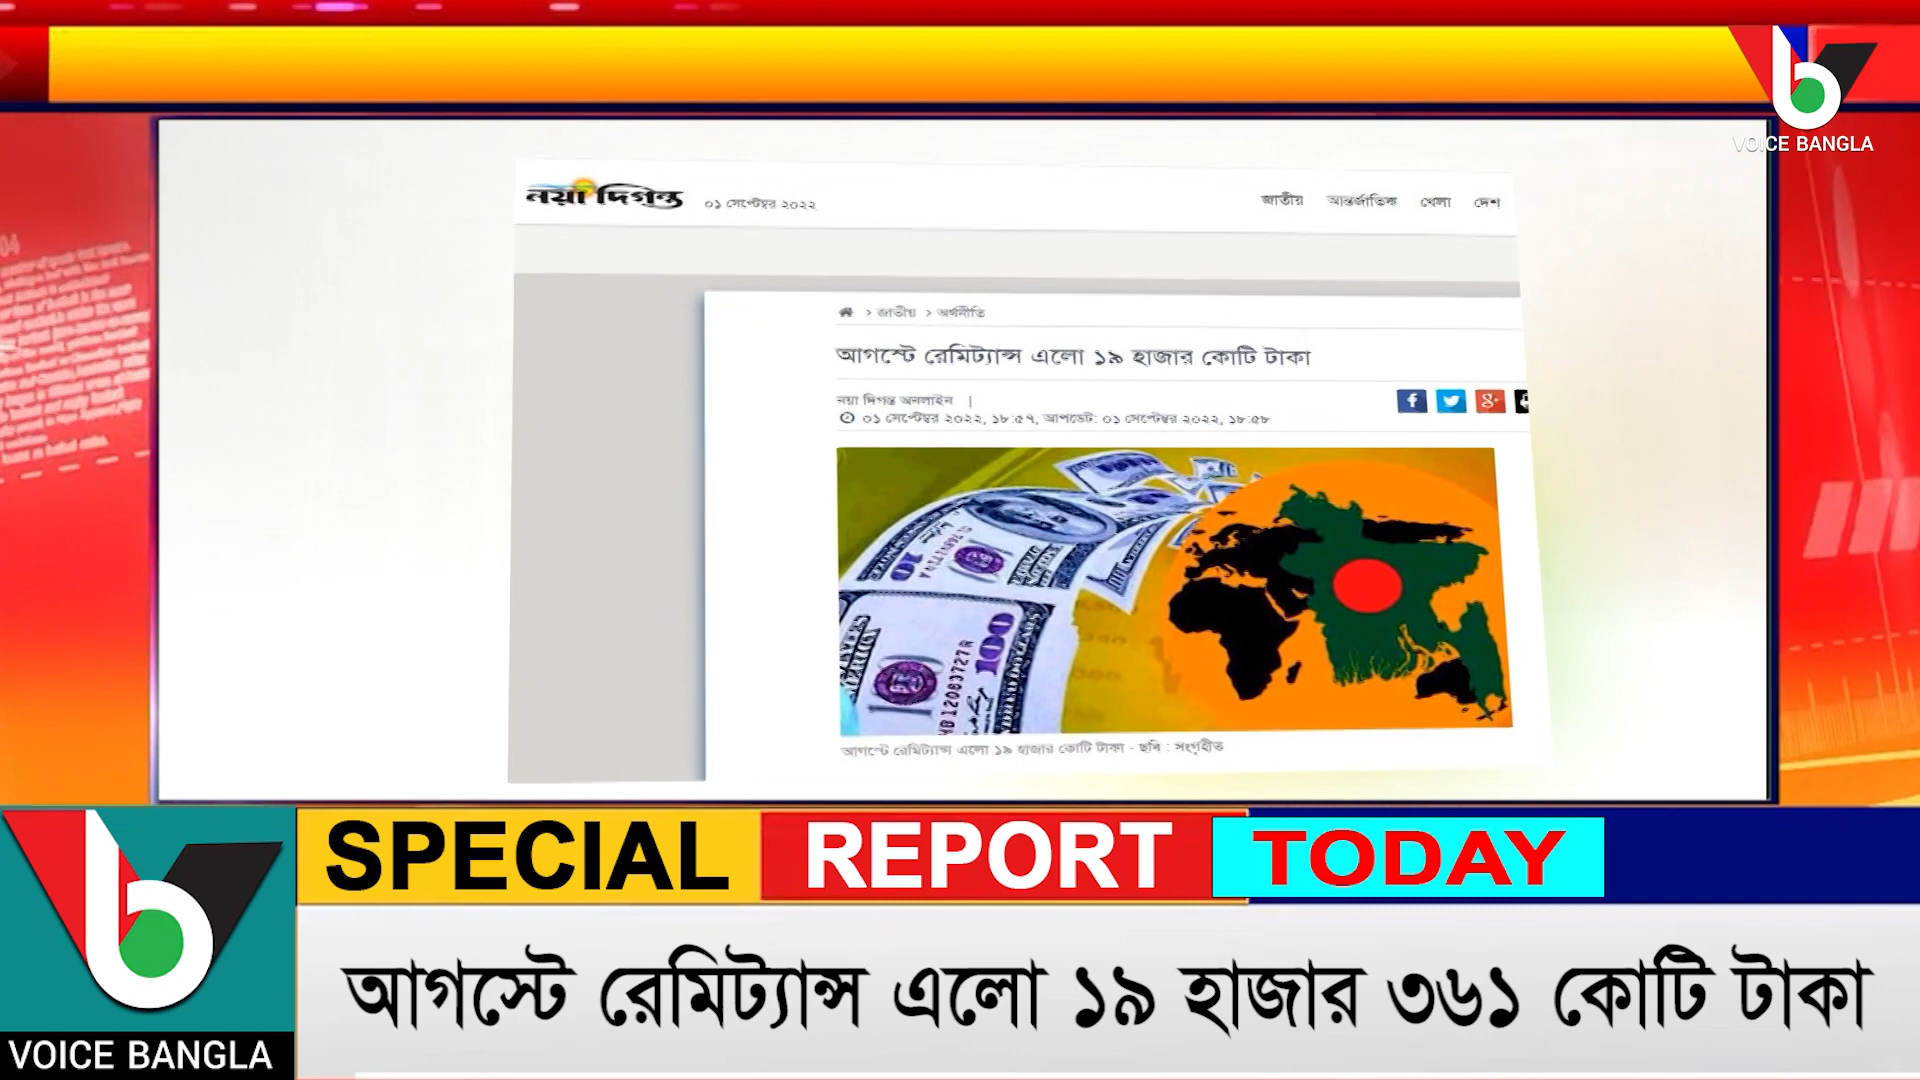 VOICE BANGLA
নয়া দিগন্ত ০১ সেপ্টেম্বর ২০২২
জাতীয় আন্তর্জাতিক খেলা দেশ
> জাতীয় > অর্থনীতি
আগস্টে রেমিট্যান্স এলো ১৯ হাজার কোটি টাকা
নয়া দিগন্ত অনলাইন |
০১ সেপ্টেম্বর ২০২২, ১৮:৫৭, আপডেট: ০১ সেপ্টেম্বর ২০২২, ১৮:৫৮
100
HB12083727A
আগস্টে রেমিট্যান্স এলো ১৯ হাজার কোটি টাকা - ছবি : সংগৃহীত
SPECIAL REPORT TODAY
আগস্টে রেমিট্যান্স এলো ১৯ হাজার ৩৬১ কোটি টাকা
VOICE BANGLA